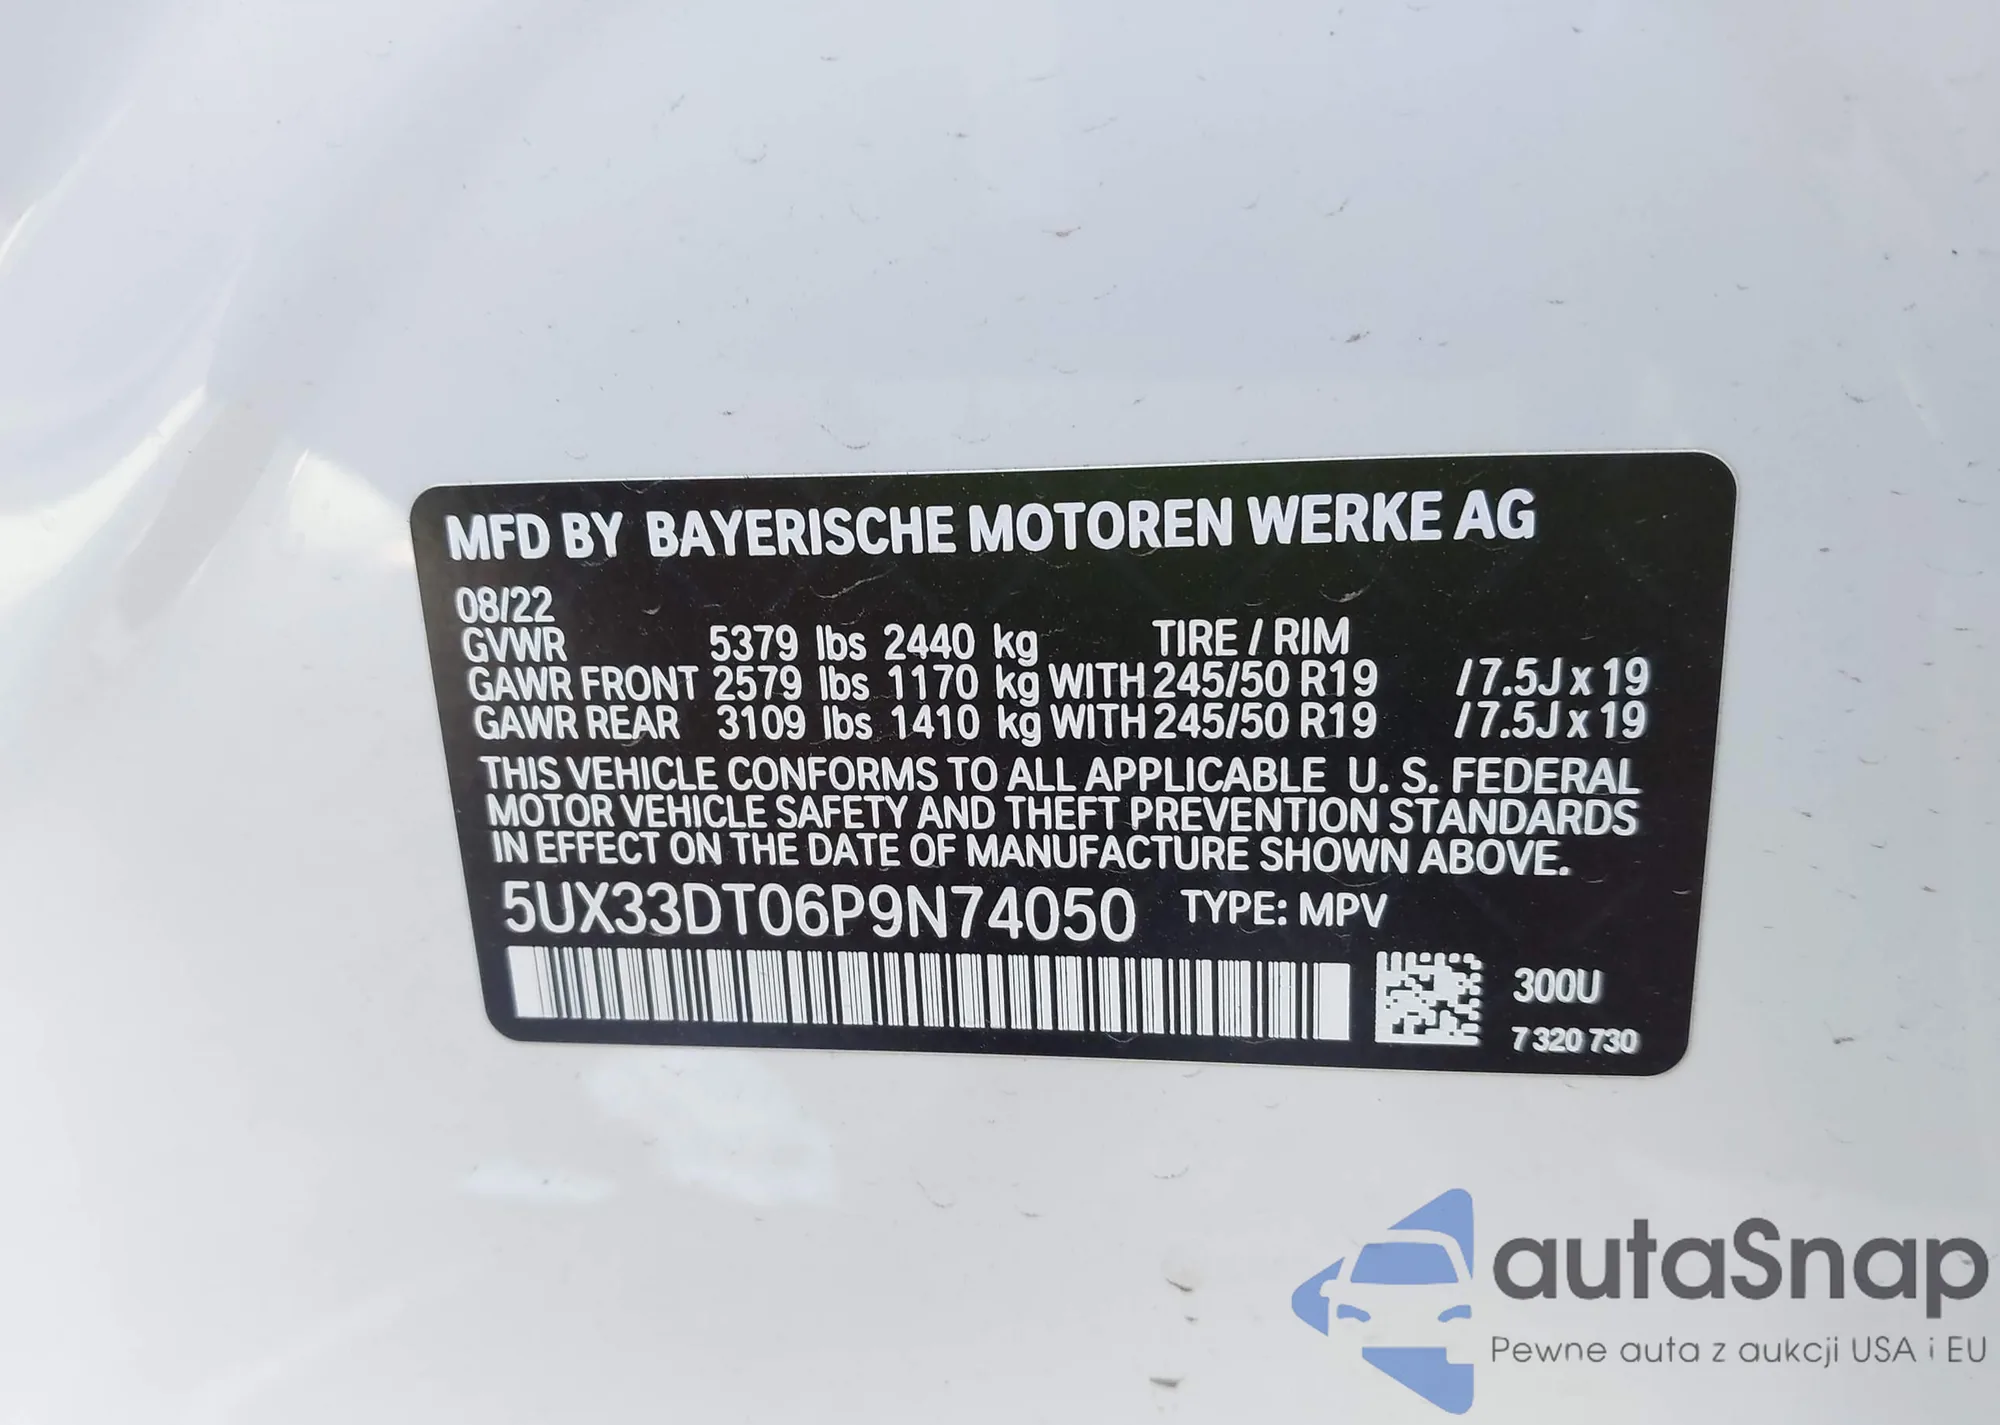 MFD BY BAYERISCHE MOTOREN WERKE AG
08/22
GVWR 5379 lbs 2440 kg TIRE / RIM
GAWR FRONT 2579 lbs 1170 kg WITH 245/50 R19 /7.5J x 19
GAWR REAR 3109 lbs 1410 kg WITH 245/50 R19 /7.5J x 19
THIS VEHICLE CONFORMS TO ALL APPLICABLE U. S. FEDERAL
MOTOR VEHICLE SAFETY AND THEFT PREVENTION STANDARDS
IN EFFECT ON THE DATE OF MANUFACTURE SHOWN ABOVE.
5UX33DT06P9N74050 TYPE: MPV
300U
7 320 730
autaSnap
Pewne auta z aukcji USA i EU